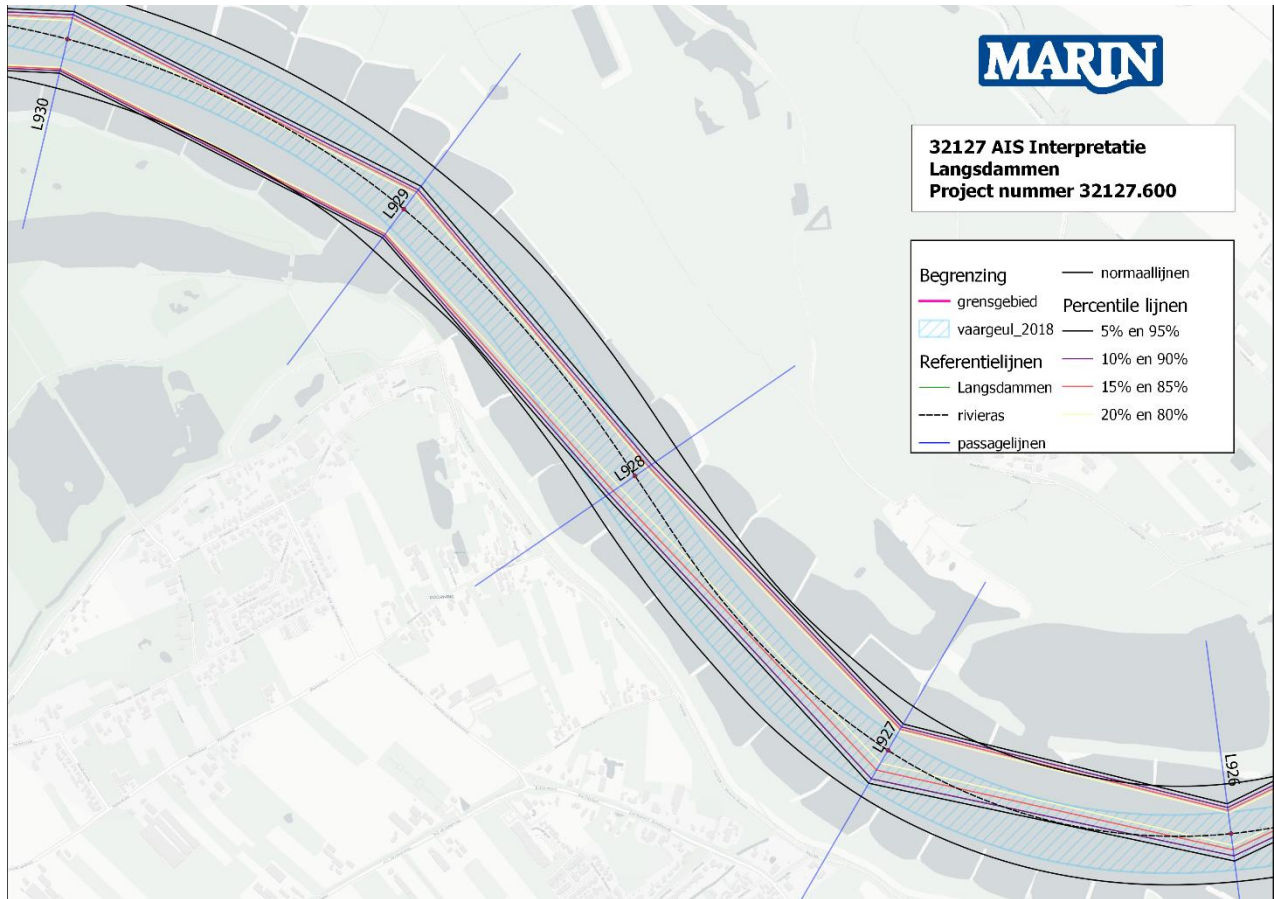 MARIN
32127 AIS Interpretatie
Langsdammen
Project nummer 32127.600
Begrenzing
grensgebied
vaargeul_2018
Referentielijnen
Langsdammen
rivieras
passagelijnen
normaallijnen
Percentile lijnen
5% en 95%
10% en 90%
15% en 85%
20% en 80%
L930
L929
L928
L927
L926